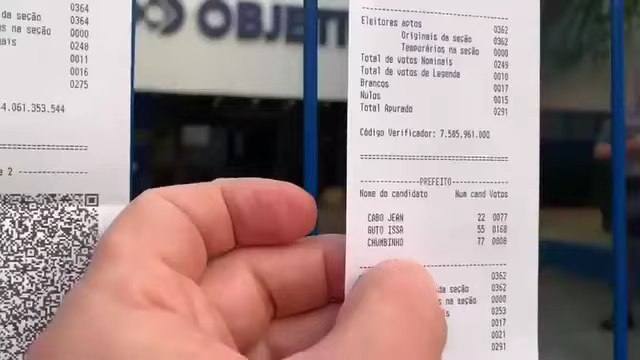 0364
0364
s na seção 0000
ais 0248
0011
0016
0275
4.061.353.544
e 2
OBJETI
Eleitores aptos 0362
Originais da seção 0362
Temporários na seção 0000
Total de votos Nominais 0249
Total de votos de Legenda 0010
Brancos 0017
Nulos 0015
Total Apurado 0291
Código Verificador: 7.585.961.000
PREFEITO
Nome do candidato Num cand Votos
CABO JEAN 22 0077
GUTO ISSA 55 0168
CHUMBINHO 77 0008
0362
da seção 0362
s na seção 0000
is 0253
0017
0021
0291